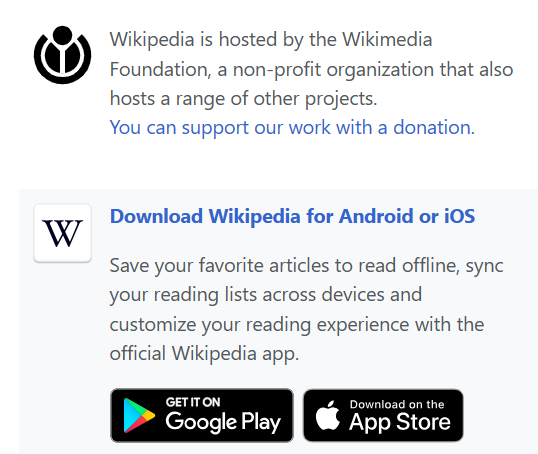 Wikipedia is hosted by the Wikimedia
Foundation, a non-profit organization that also
hosts a range of other projects.
You can support our work with a donation.
W
Download Wikipedia for Android or iOS
Save your favorite articles to read offline, sync
your reading lists across devices and
customize your reading experience with the
official Wikipedia app.
GET IT ON
Google Play
Download on the
App Store